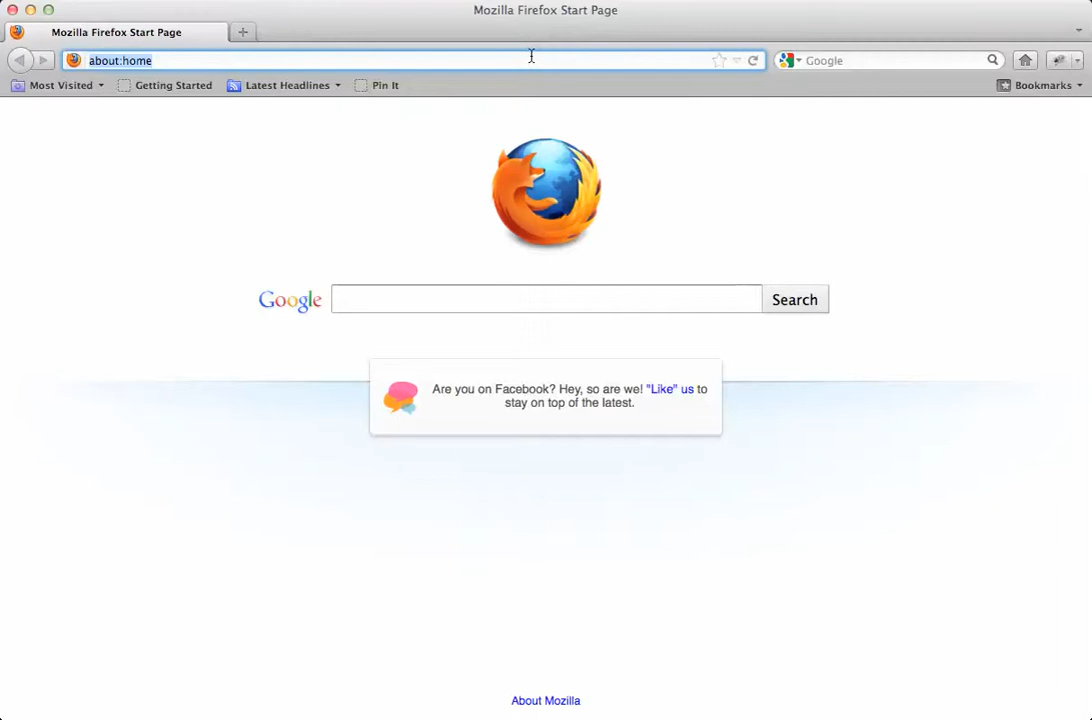 Mozilla Firefox Start Page
Mozilla Firefox Start Page
about:home
Google
Most Visited
Getting Started
Latest Headlines
Pin It
Bookmarks
Google
Search
Are you on Facebook? Hey, so are we! "Like" us to
stay on top of the latest.
About Mozilla